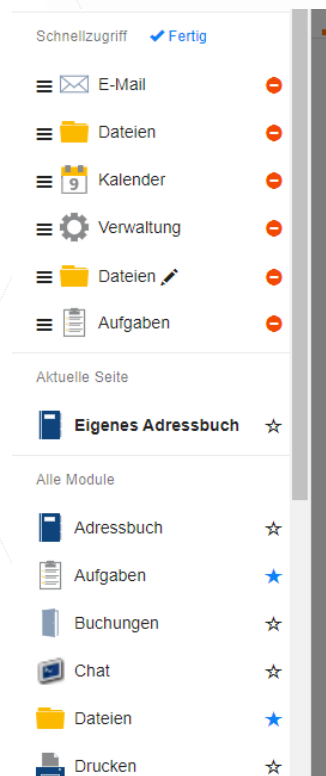 Schnellzugriff Fertig
E-Mail
Dateien
9 Kalender
Verwaltung
Dateien
Aufgaben
Aktuelle Seite
Eigenes Adressbuch
Alle Module
Adressbuch
Aufgaben
Buchungen
Chat
Dateien
Drucken